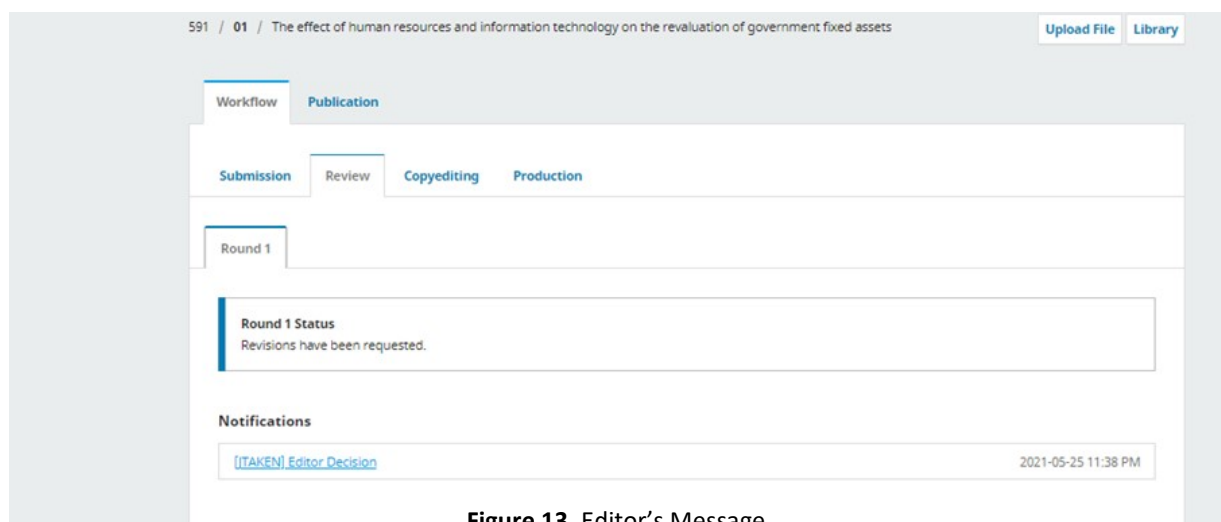 591 / 01 / The effect of human resources and information technology on the revaluation of government fixed assets
Upload File Library
Workflow Publication
Submission Review Copyediting Production
Round 1
Round 1 Status
Revisions have been requested.
Notifications
[JTAKEN] Editor Decision 2021-05-25 11:38 PM
Figure 13. Editor's Message